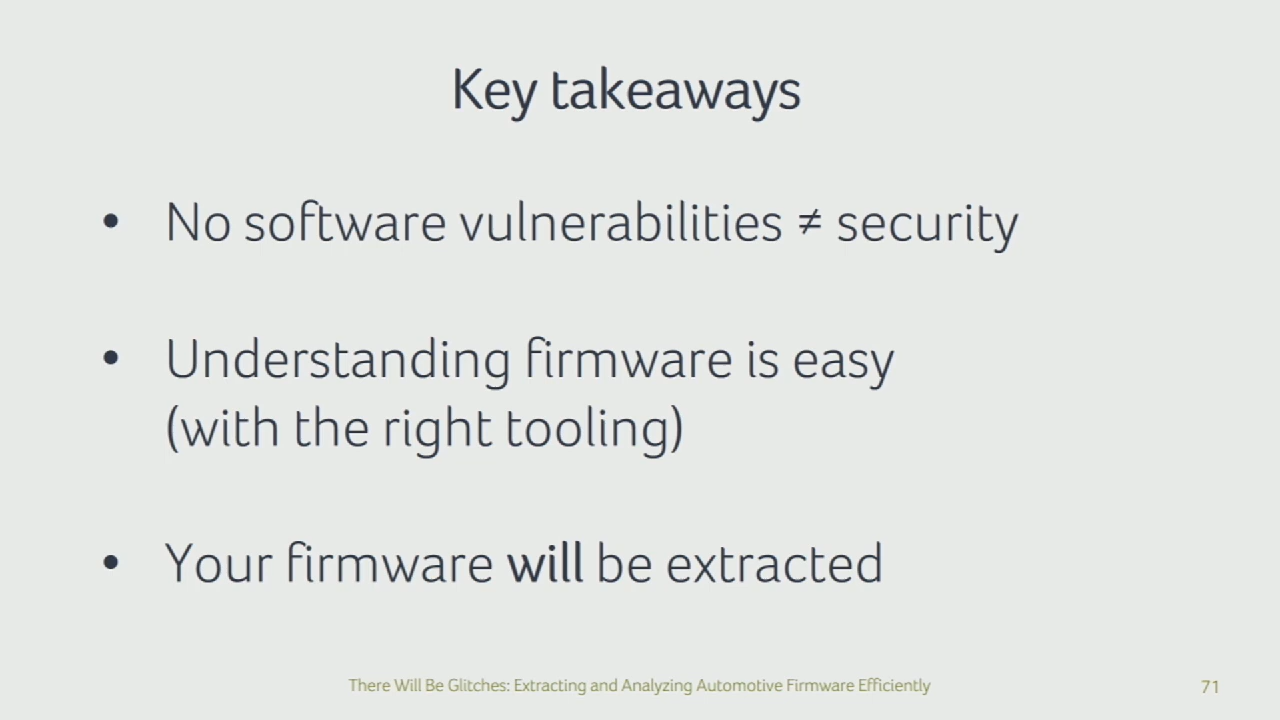 Key takeaways
• No software vulnerabilities ≠ security
• Understanding firmware is easy
(with the right tooling)
• Your firmware will be extracted
There Will Be Glitches: Extracting and Analyzing Automotive Firmware Efficiently
71